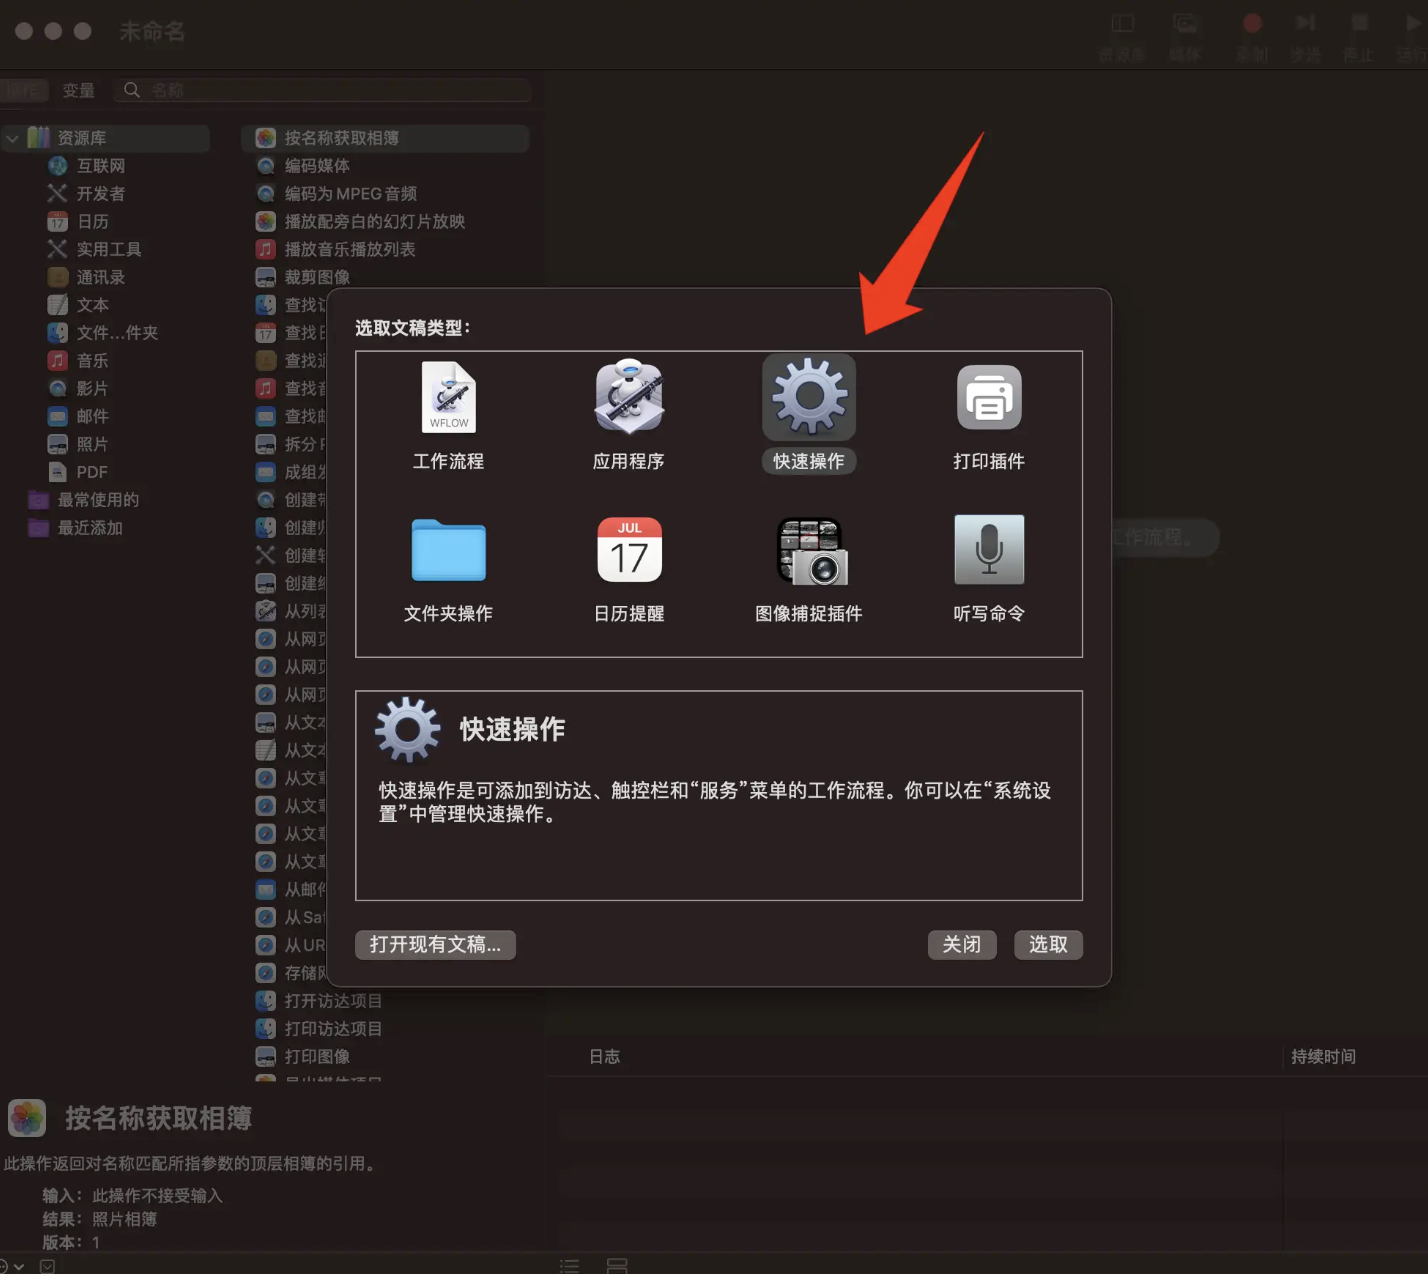 未命名
资源库 媒体 录制 步进 停止 运行
操作 变量 名称
资源库
互联网
开发者
日历
实用工具
通讯录
文本
文件...件夹
音乐
影片
邮件
照片
PDF
最常使用的
最近添加
按名称获取相簿
编码媒体
编码为 MPEG 音频
播放配旁白的幻灯片放映
播放音乐播放列表
裁剪图像
查找
查找
查找
查找
查找
拆分
成组
创建
创建
创建
创建
从列表
从网页
从网页
从网页
从文本
从文本
从文章
从文章
从文章
从文章
从邮件
从 Saf
从 UR
存储网
打开访达项目
打印访达项目
打印图像
选取文稿类型：
WFLOW
工作流程
应用程序
快速操作
打印插件
文件夹操作
JUL
17
日历提醒
图像捕捉插件
听写命令
工作流程。
快速操作
快速操作是可添加到访达、触控栏和“服务”菜单的工作流程。你可以在“系统设
置”中管理快速操作。
打开现有文稿...
关闭
选取
日志
持续时间
按名称获取相簿
此操作返回对名称匹配所指参数的顶层相簿的引用。
输入：此操作不接受输入
结果：照片相簿
版本：1